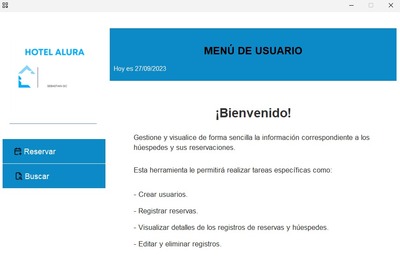 HOTEL ALURA
MENÚ DE USUARIO
Hoy es 27/09/2023
Reservar
Buscar
¡Bienvenido!
Gestione y visualice de forma sencilla la información correspondiente a los
húespedes y sus reservaciones.
Esta herramienta le permitirá realizar tareas específicas como:
- Crear usuarios.
- Registrar reservas.
- Visualizar detalles de los registros de reservas y húespedes.
- Editar y eliminar registros.